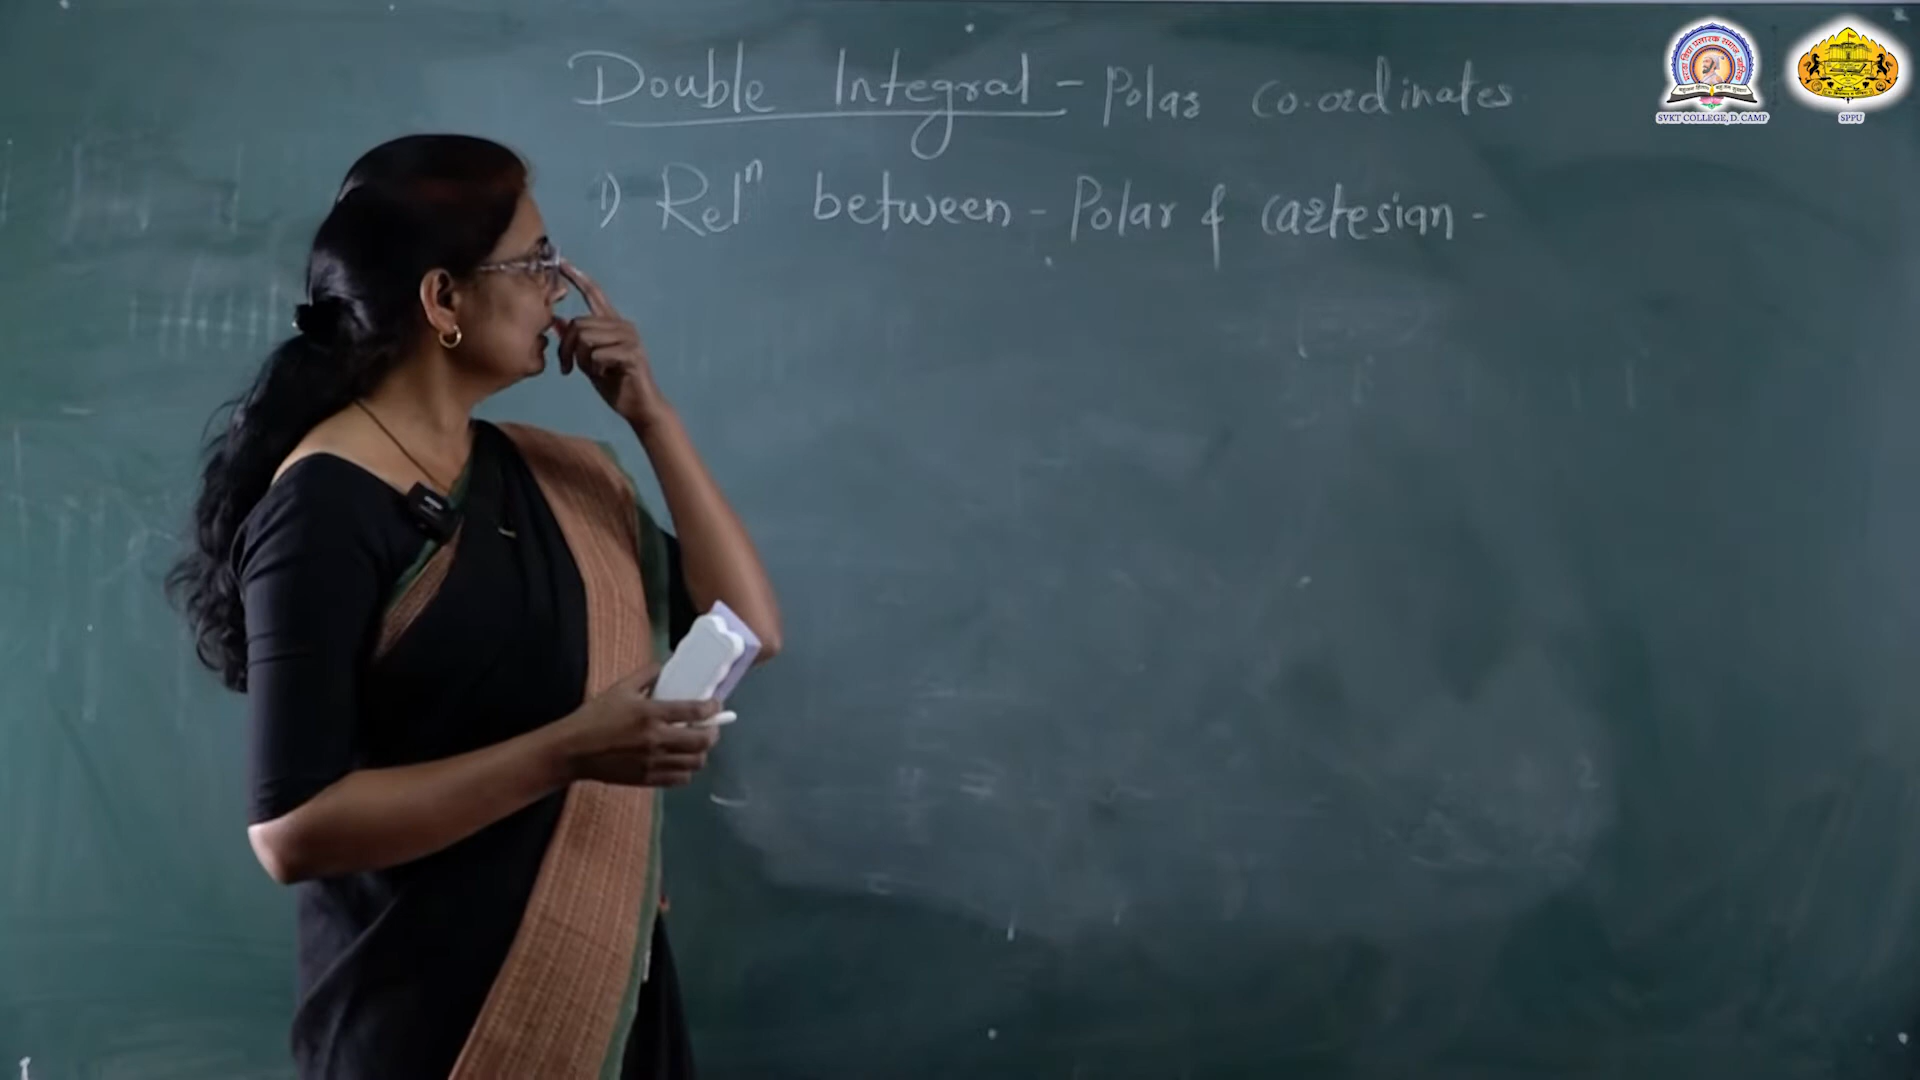 Double Integral - Polar co-ordinates
1) Relⁿ between - Polar & cartesian -
SVKT COLLEGE, D. CAMP
SPPU